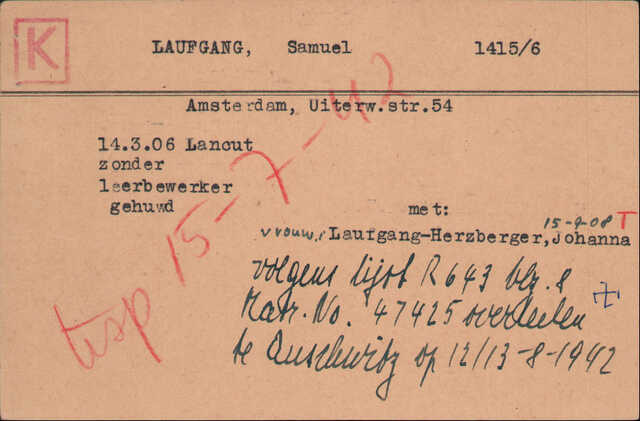 K
LAUFGANG, Samuel 1415/6
Amsterdam, Uiterw.str.54
14.3.06 Lancut
zonder
leerbewerker
gehuwd met:
15-9-08 T
vrouw: Laufgang-Herzberger, Johanna
volgens lijst R 643 blz. 8
Matr. No. 47425 overleden
te Auschwitz op 12/13-8-1942
tsp 15-7-42